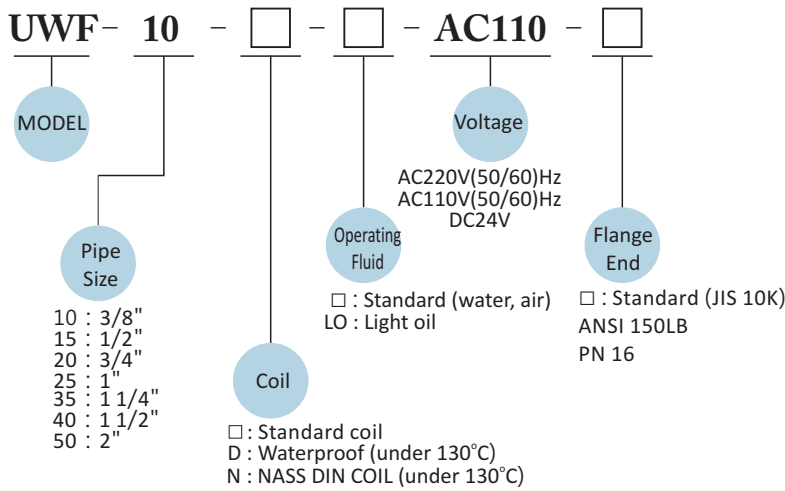 UWF- 10 - □ - □ - AC110 - □
MODEL
Voltage
AC220V(50/60)Hz
AC110V(50/60)Hz
DC24V
Pipe
Size
10 : 3/8"
15 : 1/2"
20 : 3/4"
25 : 1"
35 : 1 1/4"
40 : 1 1/2"
50 : 2"
Operating
Fluid
□ : Standard (water, air)
LO : Light oil
Flange
End
□ : Standard (JIS 10K)
ANSI 150LB
PN 16
Coil
□ : Standard coil
D : Waterproof (under 130°C)
N : NASS DIN COIL (under 130°C)